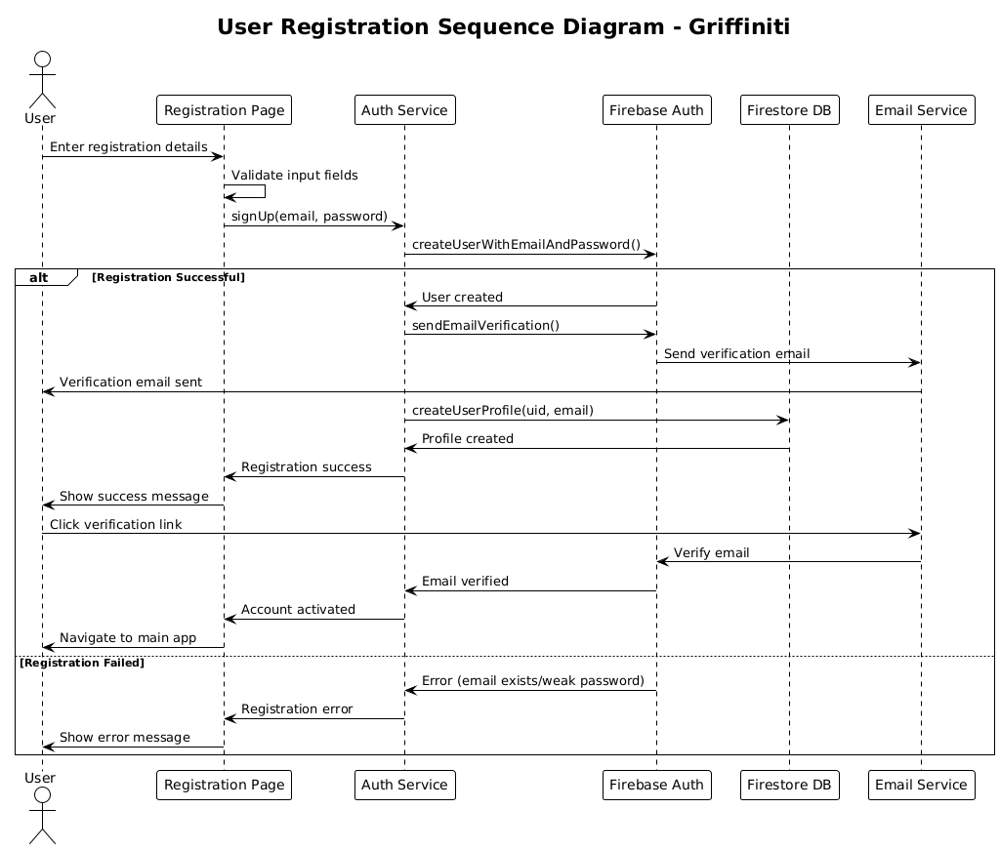 User Registration Sequence Diagram - Griffiniti
User
Registration Page
Auth Service
Firebase Auth
Firestore DB
Email Service
Enter registration details
Validate input fields
signUp(email, password)
createUserWithEmailAndPassword()
alt
[Registration Successful]
User created
sendEmailVerification()
Send verification email
Verification email sent
createUserProfile(uid, email)
Profile created
Registration success
Show success message
Click verification link
Verify email
Email verified
Account activated
Navigate to main app
[Registration Failed]
Error (email exists/weak password)
Registration error
Show error message
User
Registration Page
Auth Service
Firebase Auth
Firestore DB
Email Service